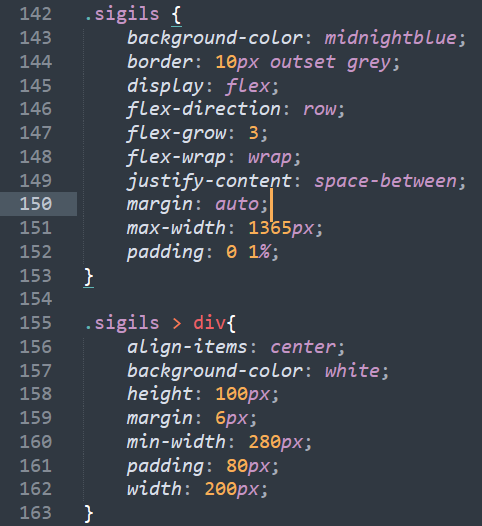 142 .sigils {
143 background-color: midnightblue;
144 border: 10px outset grey;
145 display: flex;
146 flex-direction: row;
147 flex-grow: 3;
148 flex-wrap: wrap;
149 justify-content: space-between;
150 margin: auto;
151 max-width: 1365px;
152 padding: 0 1%;
153 }
154
155 .sigils > div{
156 align-items: center;
157 background-color: white;
158 height: 100px;
159 margin: 6px;
160 min-width: 280px;
161 padding: 80px;
162 width: 200px;
163 }